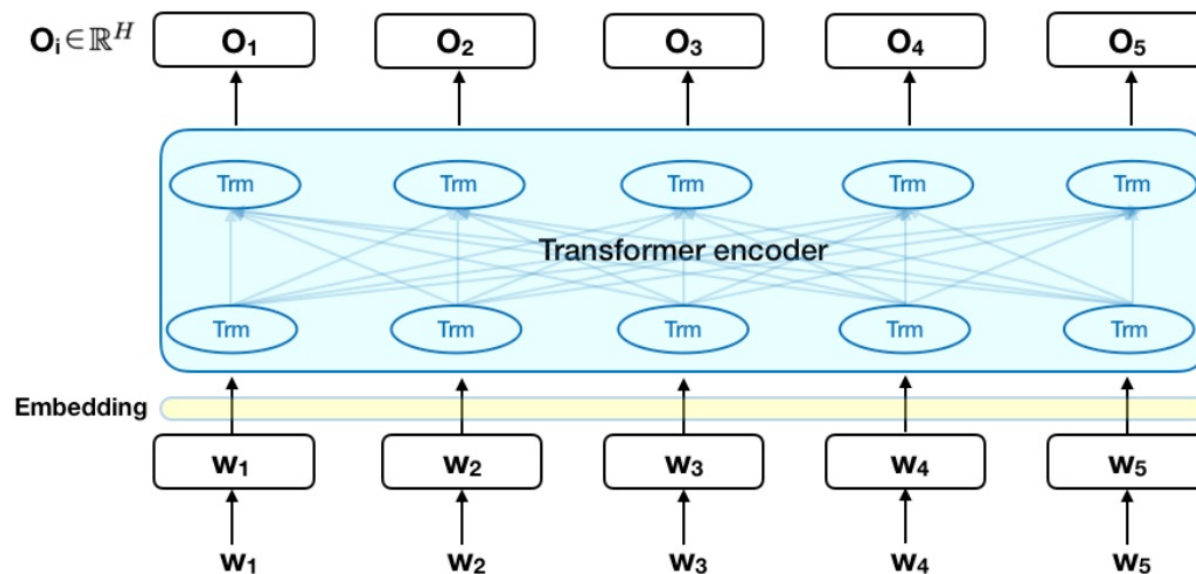 Oᵢ∈ℝᴴ O₁ O₂ O₃ O₄ O₅
Trm Trm Trm Trm Trm
Transformer encoder
Trm Trm Trm Trm Trm
Embedding
w₁ w₂ w₃ w₄ w₅
w₁ w₂ w₃ w₄ w₅